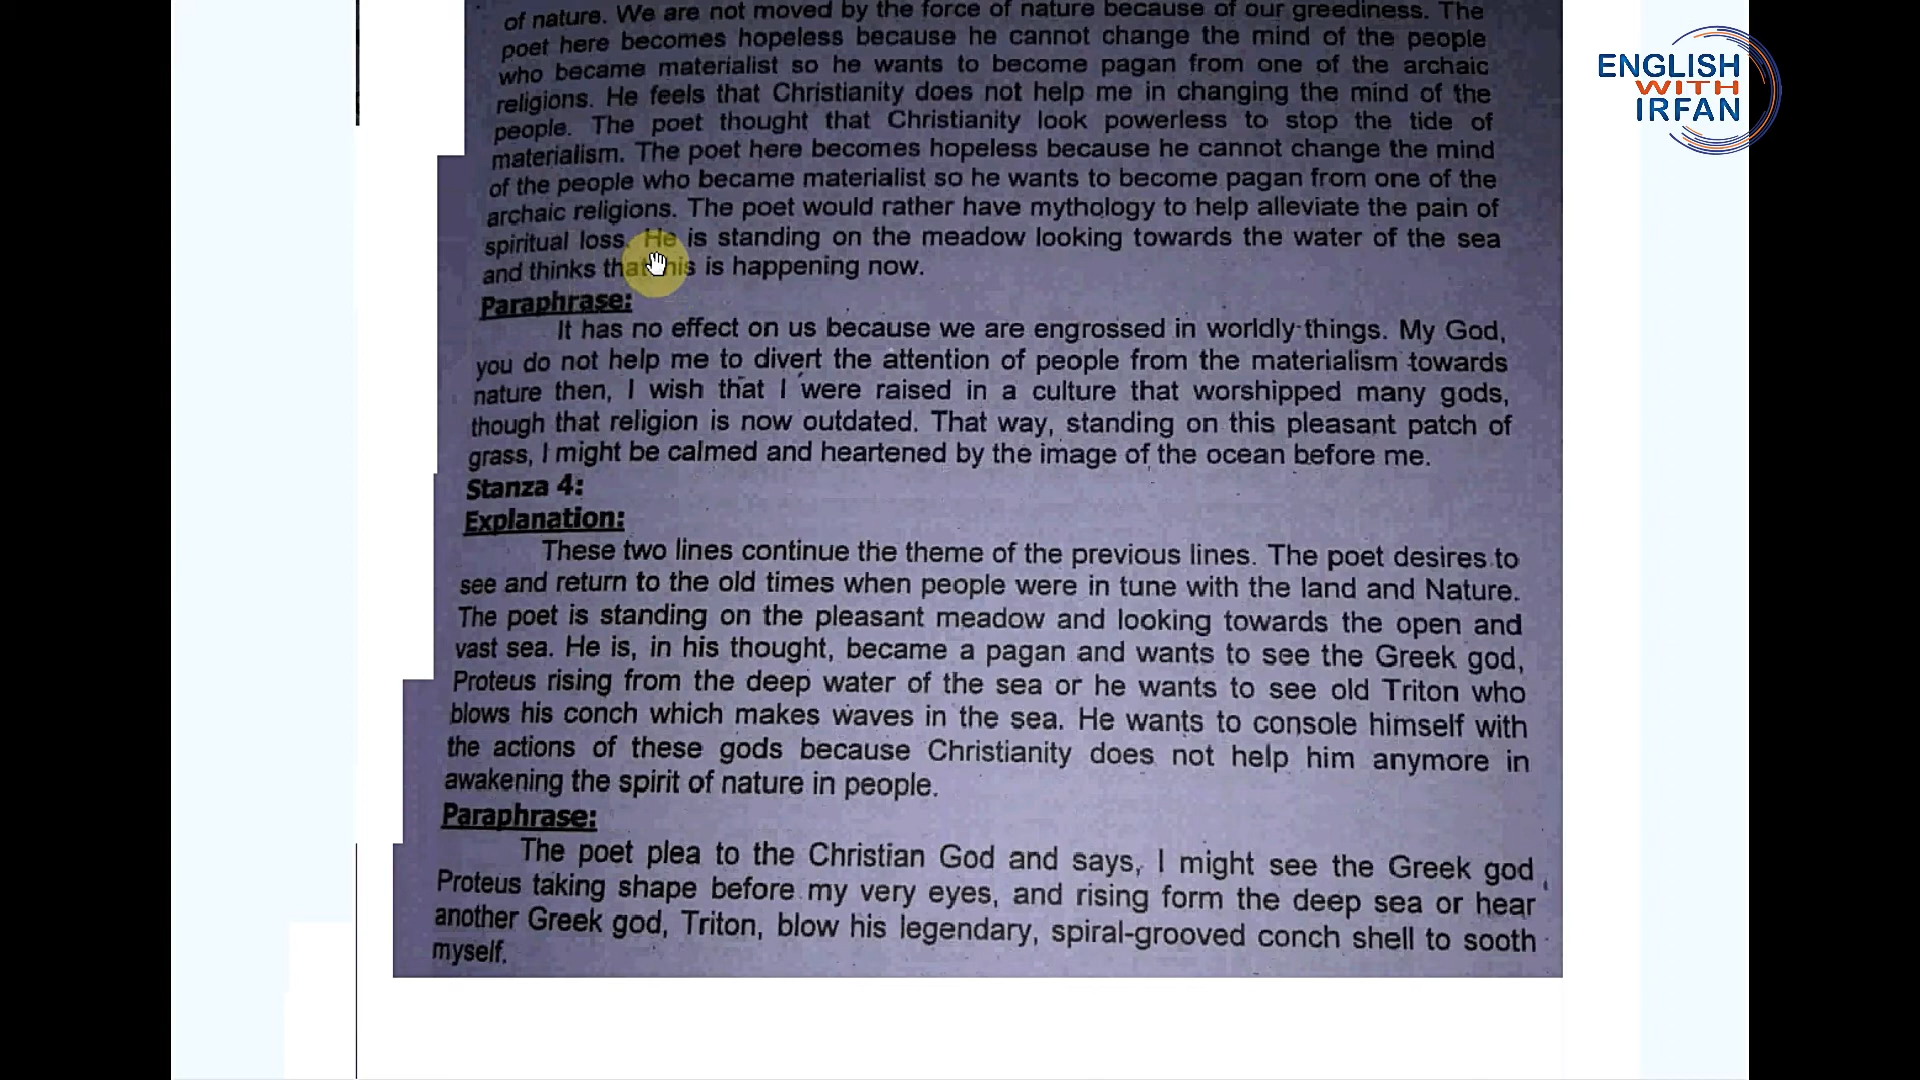 of nature. We are not moved by the force of nature because of our greediness. The
poet here becomes hopeless because he cannot change the mind of the people
who became materialist so he wants to become pagan from one of the archaic
religions. He feels that Christianity does not help me in changing the mind of the
people. The poet thought that Christianity look powerless to stop the tide of
materialism. The poet here becomes hopeless because he cannot change the mind
of the people who became materialist so he wants to become pagan from one of the
archaic religions. The poet would rather have mythology to help alleviate the pain of
spiritual loss. He is standing on the meadow looking towards the water of the sea
and thinks that this is happening now.
Paraphrase:
It has no effect on us because we are engrossed in worldly things. My God,
you do not help me to divert the attention of people from the materialism towards
nature then, I wish that I were raised in a culture that worshipped many gods,
though that religion is now outdated. That way, standing on this pleasant patch of
grass, I might be calmed and heartened by the image of the ocean before me.
Stanza 4:
Explanation:
These two lines continue the theme of the previous lines. The poet desires to
see and return to the old times when people were in tune with the land and Nature.
The poet is standing on the pleasant meadow and looking towards the open and
vast sea. He is, in his thought, became a pagan and wants to see the Greek god,
Proteus rising from the deep water of the sea or he wants to see old Triton who
blows his conch which makes waves in the sea. He wants to console himself with
the actions of these gods because Christianity does not help him anymore in
awakening the spirit of nature in people.
Paraphrase:
The poet plea to the Christian God and says, I might see the Greek god
Proteus taking shape before my very eyes, and rising form the deep sea or hear
another Greek god, Triton, blow his legendary, spiral-grooved conch shell to sooth
myself.
ENGLISH
WITH
IRFAN